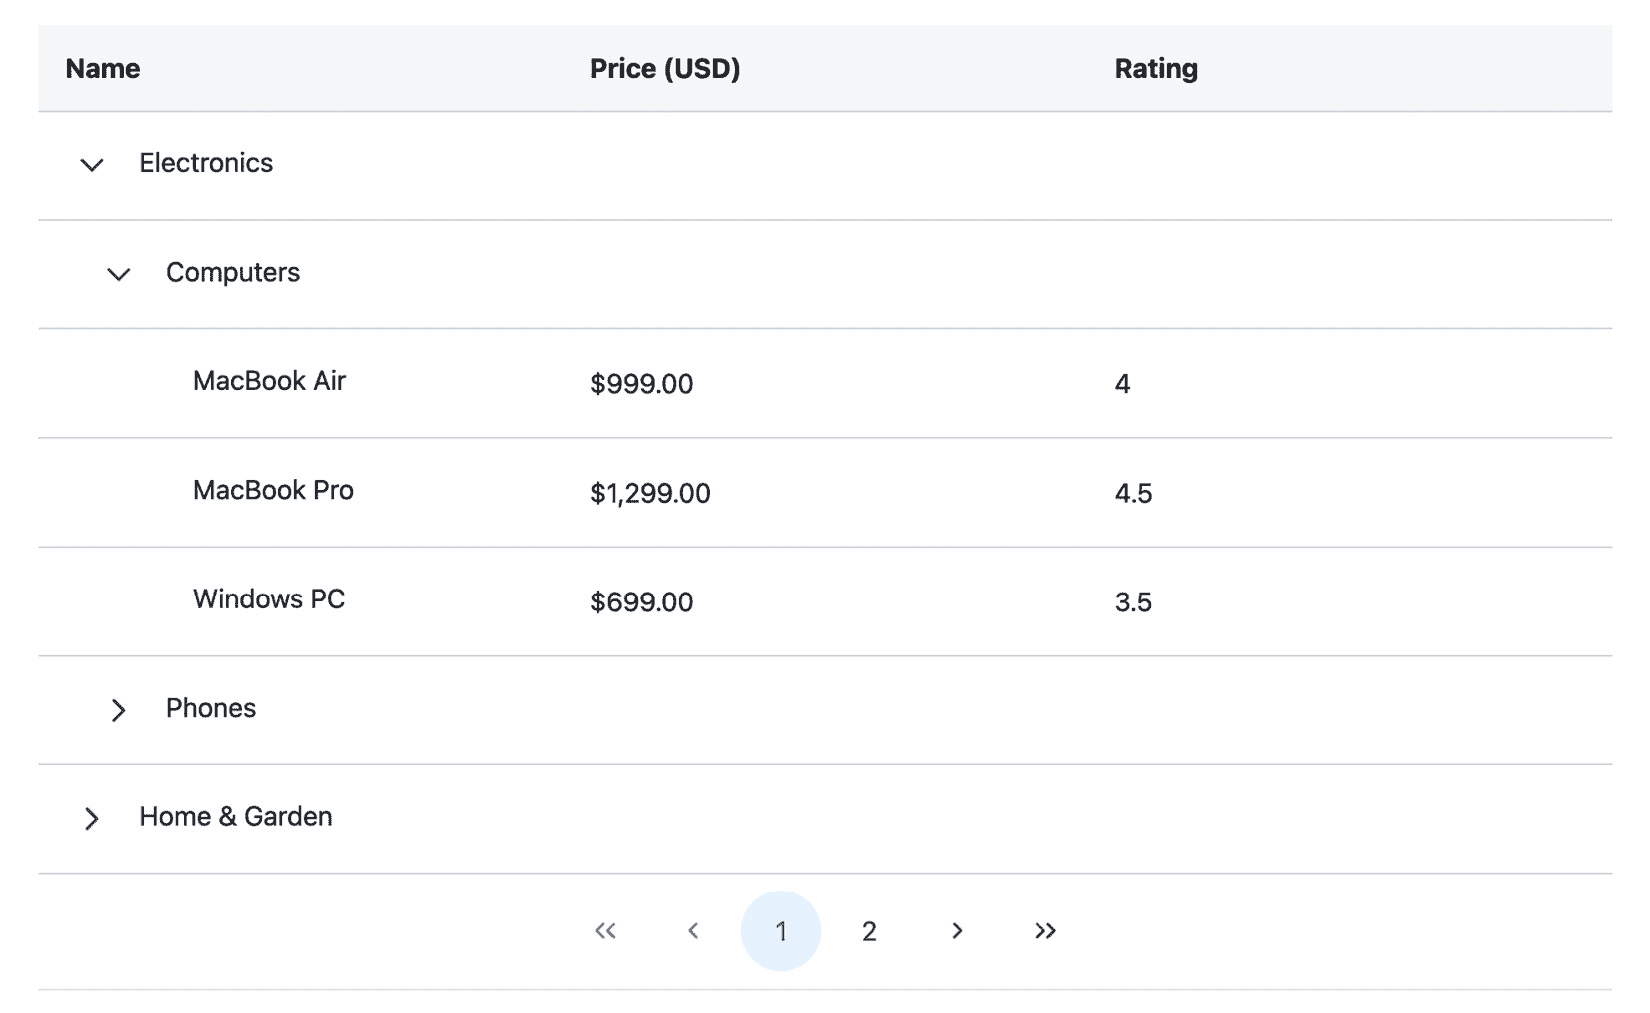 Name Price (USD) Rating
Electronics
Computers
MacBook Air $999.00 4
MacBook Pro $1,299.00 4.5
Windows PC $699.00 3.5
Phones
Home & Garden
1 2